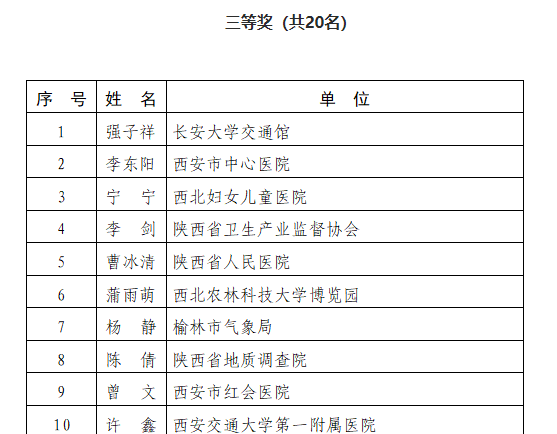 三等奖（共20名）
序 号 姓 名 单 位
1 强子祥 长安大学交通馆
2 李东阳 西安市中心医院
3 宁 宁 西北妇女儿童医院
4 李 剑 陕西省卫生产业监督协会
5 曹冰清 陕西省人民医院
6 蒲雨萌 西北农林科技大学博览园
7 杨 静 榆林市气象局
8 陈 倩 陕西省地质调查院
9 曾 文 西安市红会医院
10 许 鑫 西安交通大学第一附属医院